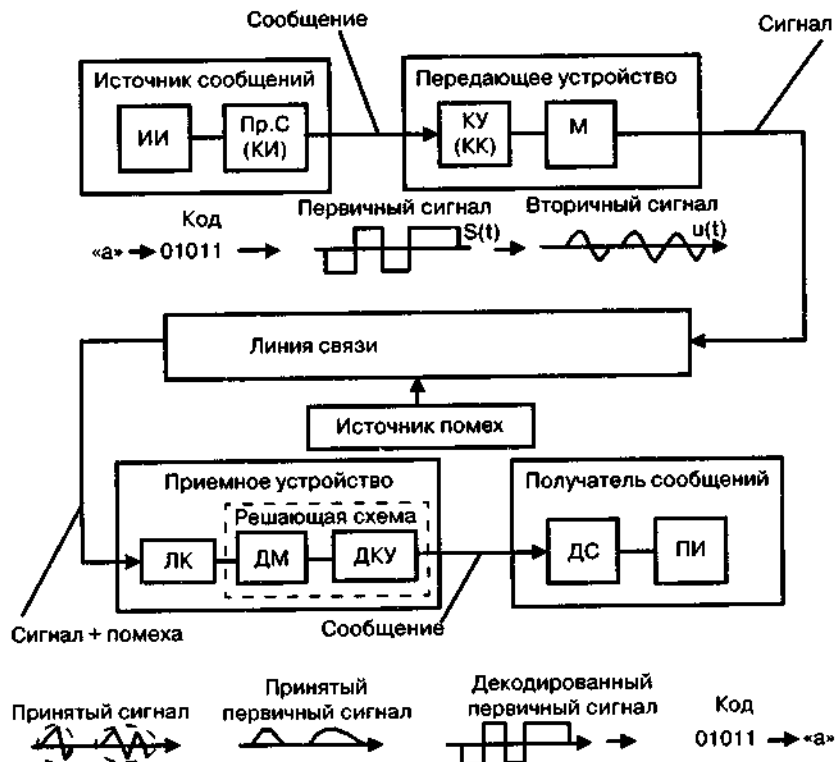 Сообщение
Сигнал
Источник сообщений
Передающее устройство
ИИ
Пр.С
(КИ)
КУ
(КК)
М
Код
Первичный сигнал
Вторичный сигнал
«а»
01011
S(t)
u(t)
Линия связи
Источник помех
Приемное устройство
Получатель сообщений
Решающая схема
ЛК
ДМ
ДКУ
ДС
ПИ
Сигнал + помеха
Сообщение
Принятый сигнал
Принятый
первичный сигнал
Декодированный
первичный сигнал
Код
01011
«а»